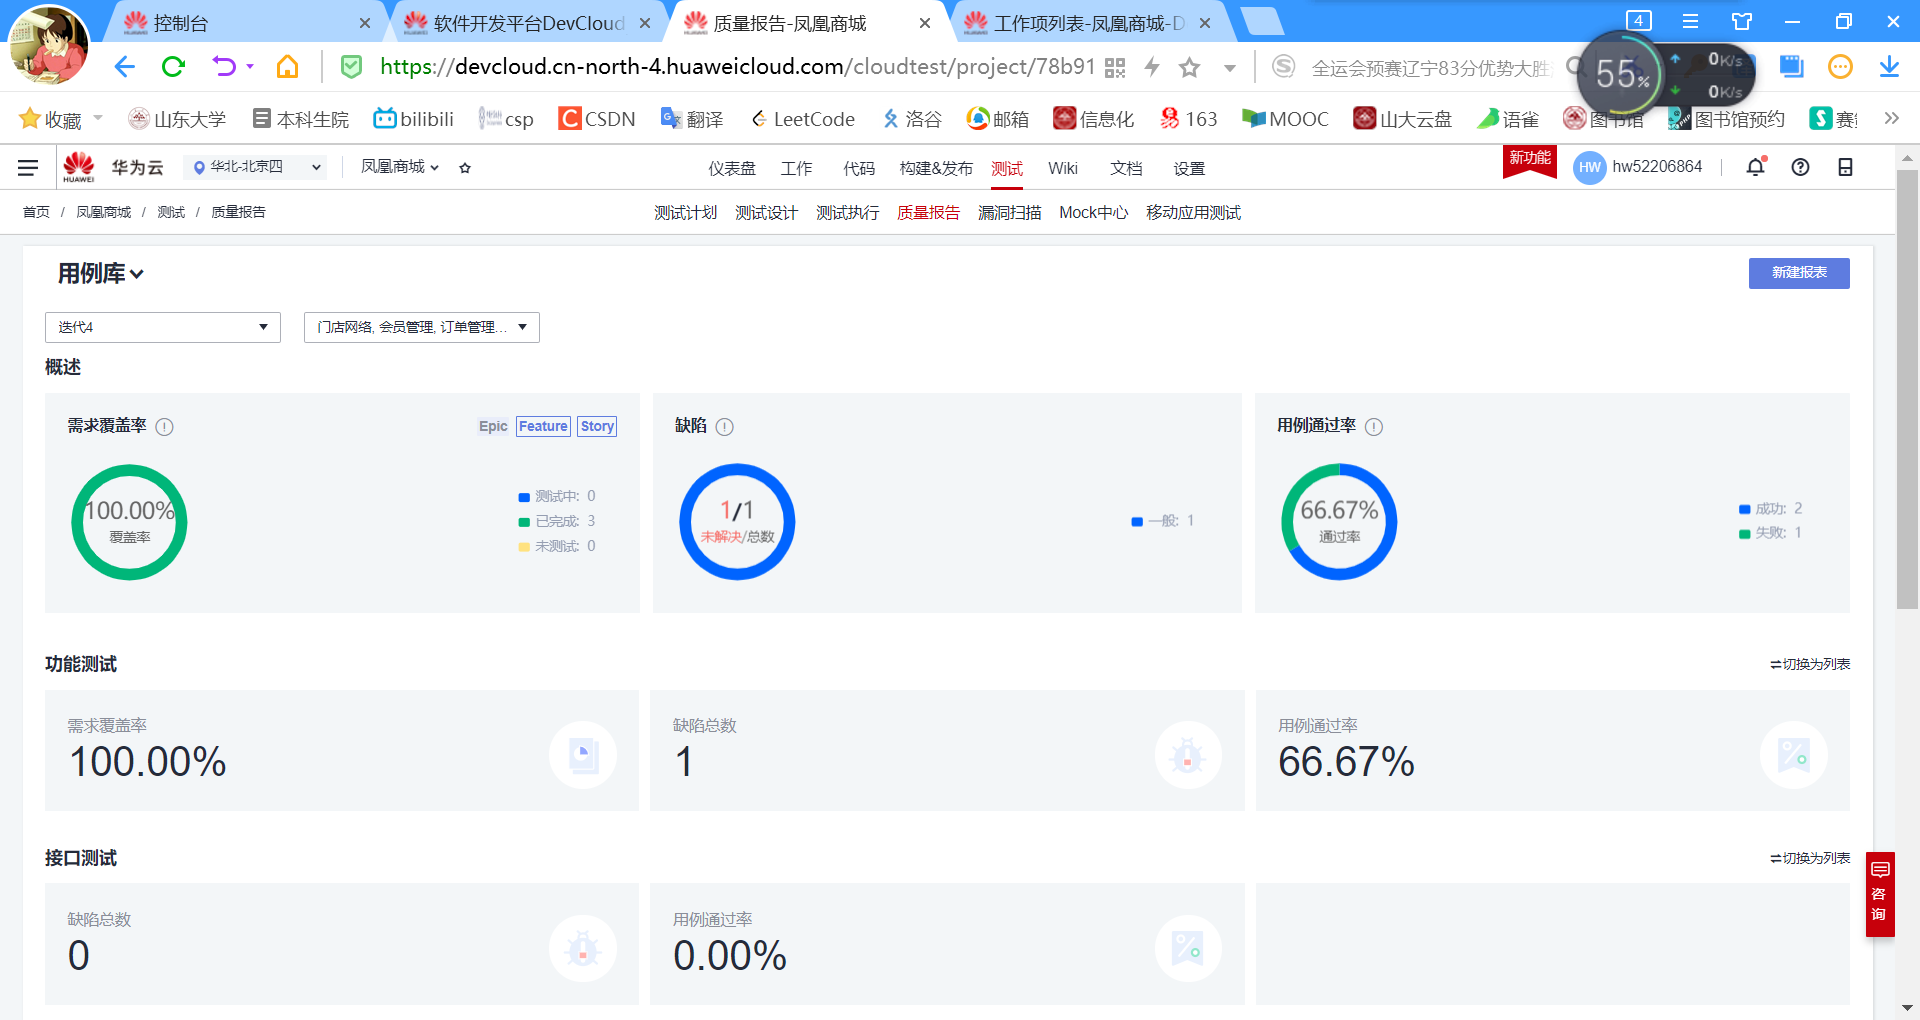 控制台
软件开发平台DevCloud
质量报告-凤凰商城
工作项列表-凤凰商城-D
4
https://devcloud.cn-north-4.huaweicloud.com/cloudtest/project/78b91
全运会预赛辽宁83分优势大胜
55%
0K/s
0K/s
收藏
山东大学
本科生院
bilibili
csp
CSDN
翻译
LeetCode
洛谷
邮箱
信息化
163
MOOC
山大云盘
语雀
图书馆
图书馆预约
HUAWEI
华为云
华北-北京四
凤凰商城
仪表盘
工作
代码
构建&发布
测试
Wiki
文档
设置
新功能
HW
hw52206864
首页 / 凤凰商城 / 测试 / 质量报告
测试计划
测试设计
测试执行
质量报告
漏洞扫描
Mock中心
移动应用测试
用例库
新建报表
迭代4
门店网络, 会员管理, 订单管理...
概述
需求覆盖率
Epic
Feature
Story
100.00%
覆盖率
测试中: 0
已完成: 3
未测试: 0
缺陷
1/1
未解决/总数
一般: 1
用例通过率
66.67%
通过率
成功: 2
失败: 1
功能测试
切换为列表
需求覆盖率
100.00%
缺陷总数
1
用例通过率
66.67%
接口测试
切换为列表
缺陷总数
0
用例通过率
0.00%
咨
询